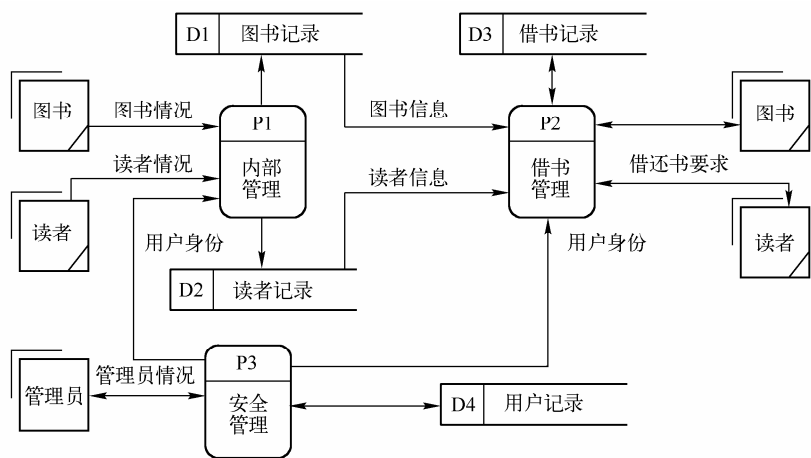 D1 图书记录
D3 借书记录
图书
图书情况
P1
内部
管理
图书信息
P2
借书
管理
图书
读者情况
读者信息
借还书要求
读者
用户身份
用户身份
读者
D2 读者记录
P3
安全
管理
管理员情况
管理员
D4 用户记录